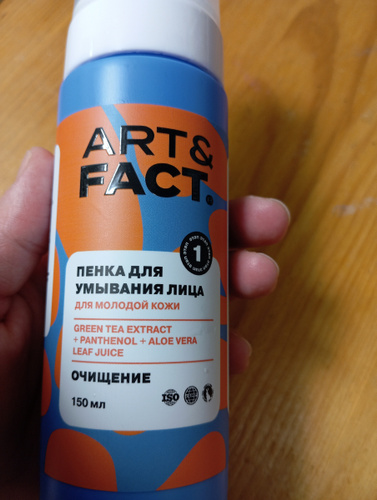 ART&
FACT.
1
ПЕНКА ДЛЯ
УМЫВАНИЯ ЛИЦА
ДЛЯ МОЛОДОЙ КОЖИ
GREEN TEA EXTRACT
+ PANTHENOL + ALOE VERA
LEAF JUICE
ОЧИЩЕНИЕ
150 МЛ
ISO